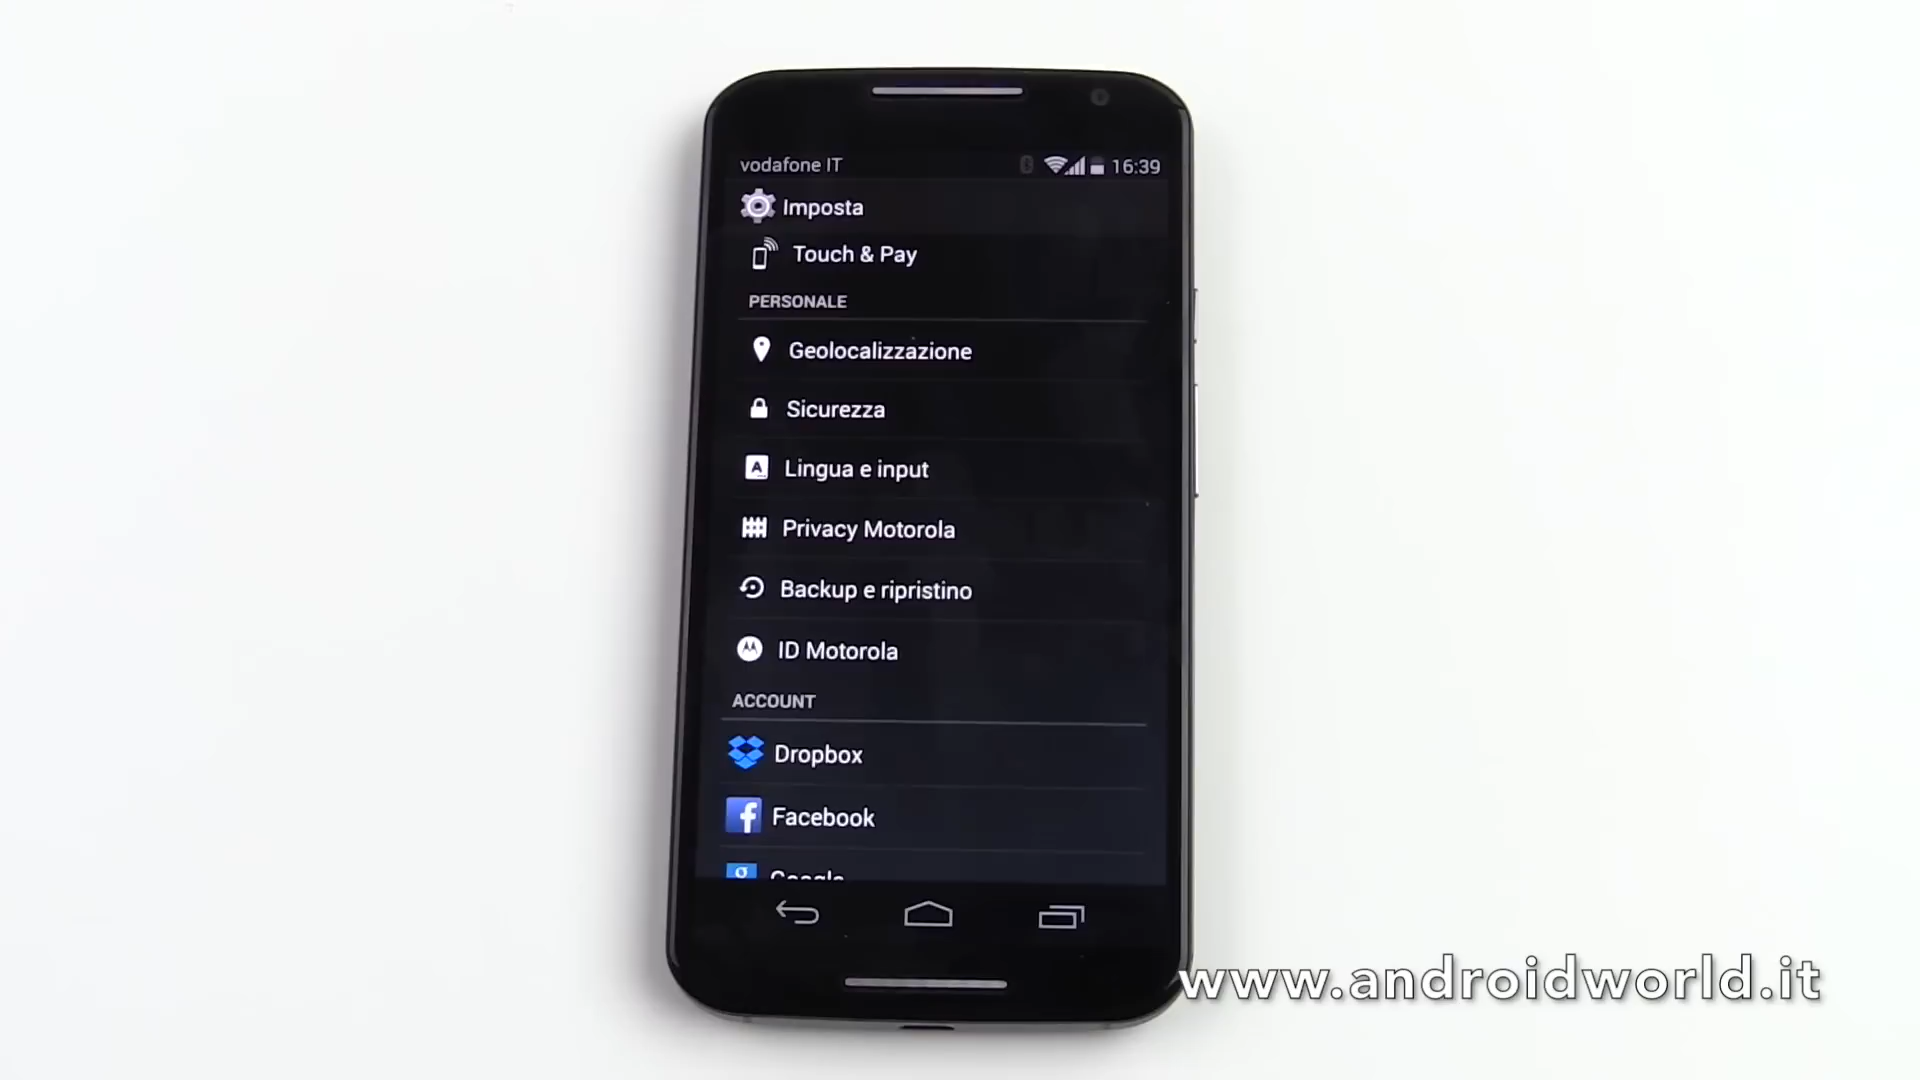 vodafone IT 16:39
Imposta
Touch & Pay
PERSONALE
Geolocalizzazione
Sicurezza
Lingua e input
Privacy Motorola
Backup e ripristino
ID Motorola
ACCOUNT
Dropbox
Facebook
Google
www.androidworld.it